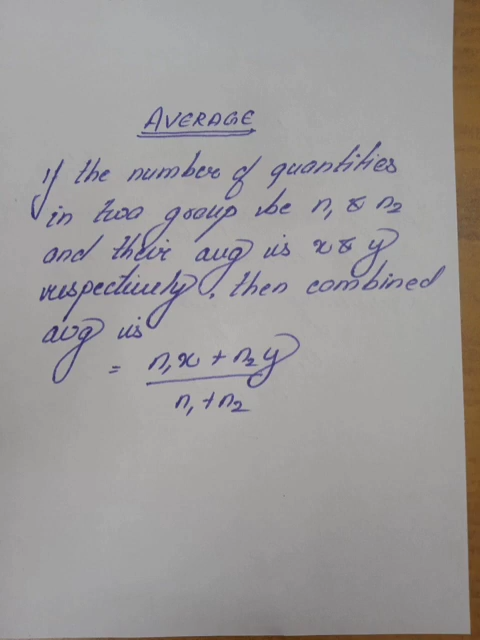 AVERAGE
If the number of quantities
in two group be n₁ & n₂
and their avg is x & y
respectively, then combined
avg is
= n₁x + n₂y
n₁ + n₂